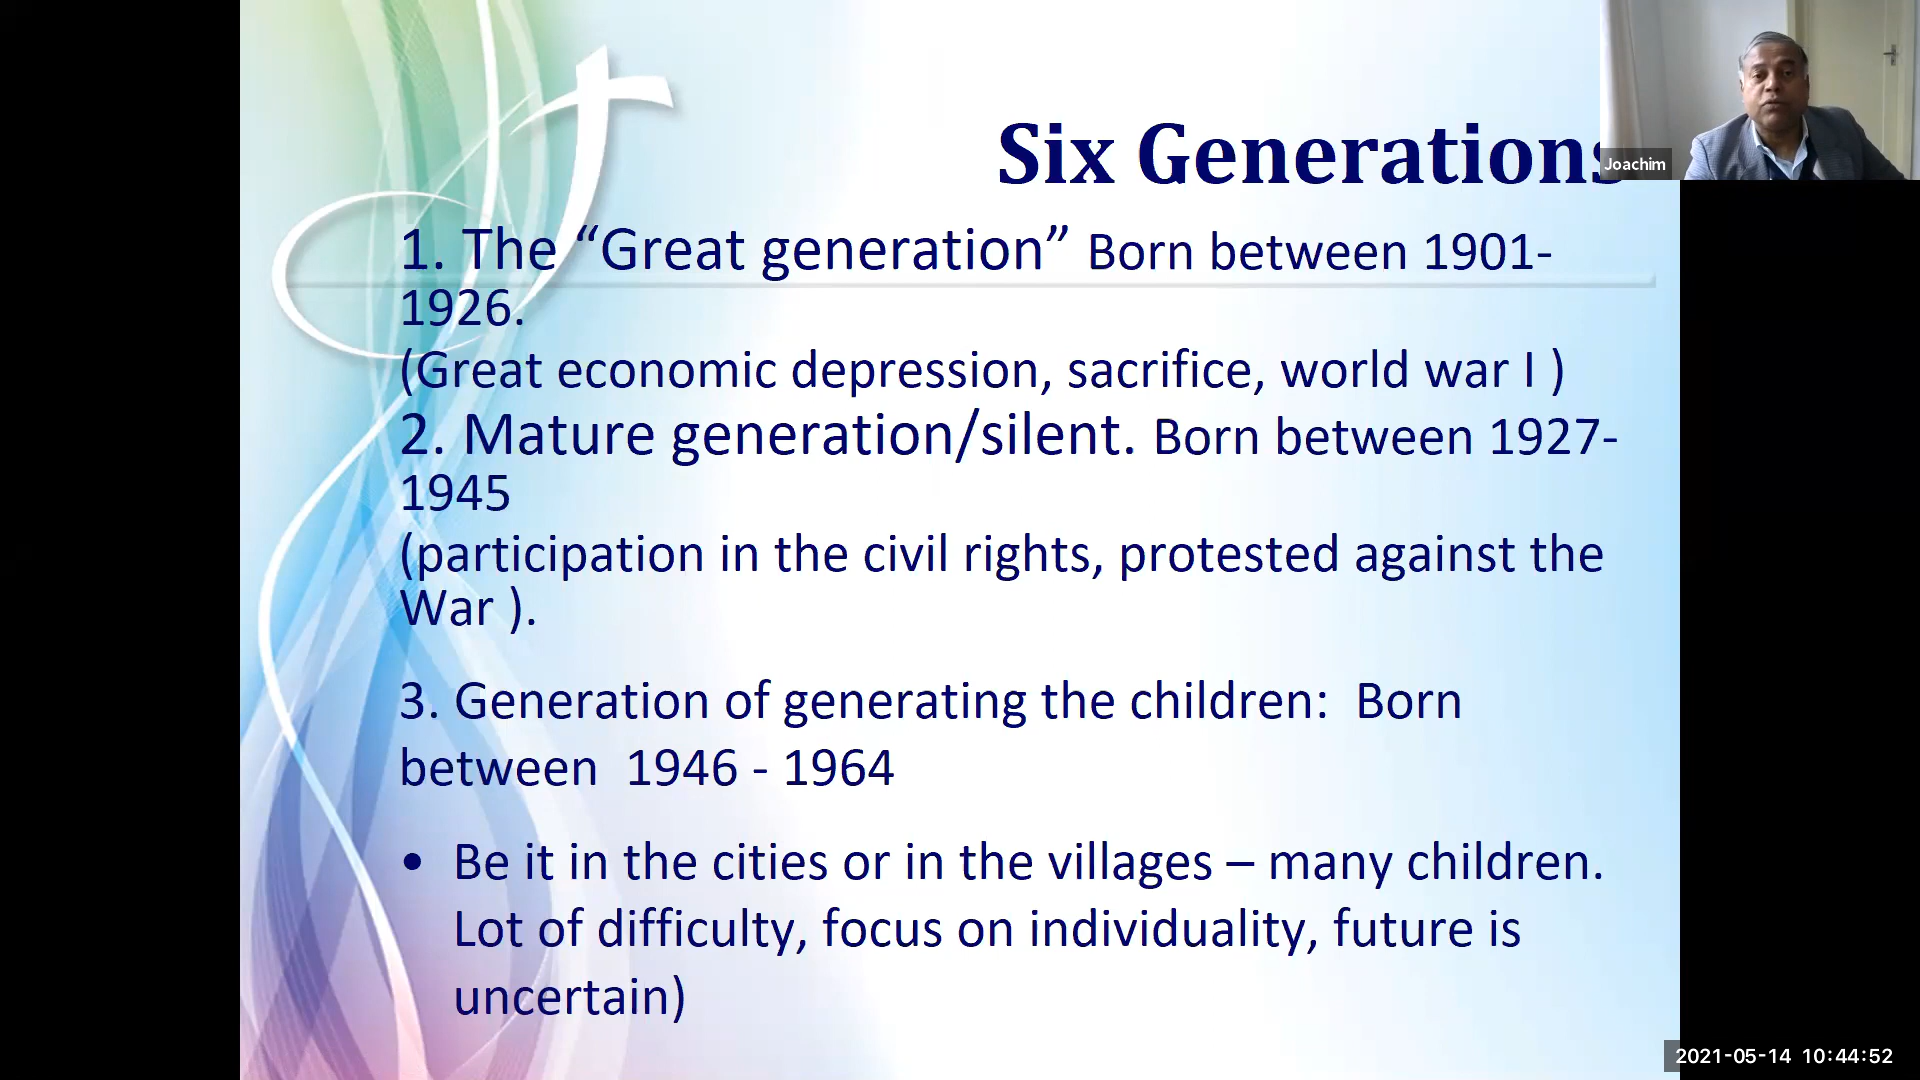 Six Generations
Joachim
1. The “Great generation” Born between 1901-
1926.
(Great economic depression, sacrifice, world war I )
2. Mature generation/silent. Born between 1927-
1945
(participation in the civil rights, protested against the
War ).
3. Generation of generating the children:  Born
between  1946 - 1964
• Be it in the cities or in the villages – many children.
Lot of difficulty, focus on individuality, future is
uncertain)
2021-05-14 10:44:52